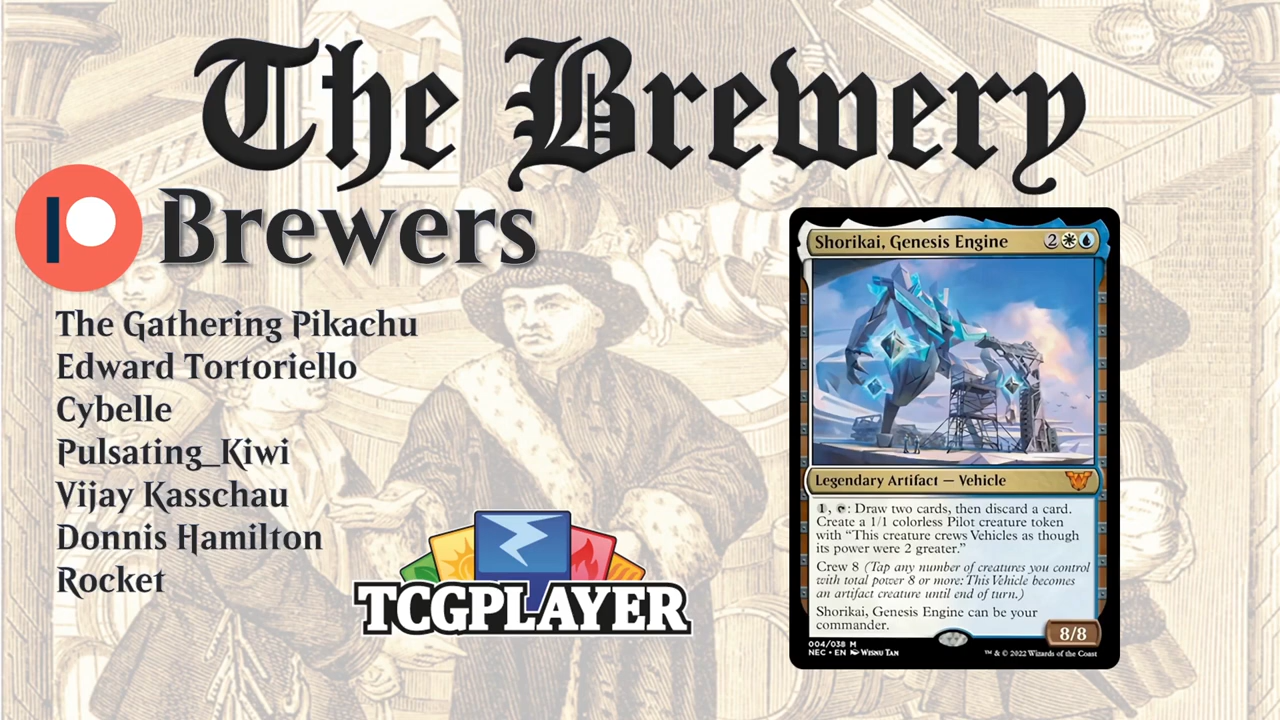 The Brewery
Brewers
The Gathering Pikachu
Edward Tortoriello
Cybelle
Pulsating_Kiwi
Vijay Kasschau
Donnis Hamilton
Rocket
TCGPLAYER
Shorikai, Genesis Engine 2
Legendary Artifact — Vehicle
1, : Draw two cards, then discard a card.
Create a 1/1 colorless Pilot creature token
with “This creature crews Vehicles as though
its power were 2 greater.”
Crew 8 (Tap any number of creatures you control
with total power 8 or more: This Vehicle becomes
an artifact creature until end of turn.)
Shorikai, Genesis Engine can be your
commander.
8/8
004/038 M
NEC • EN Wisnu Tan
™ & © 2022 Wizards of the Coast